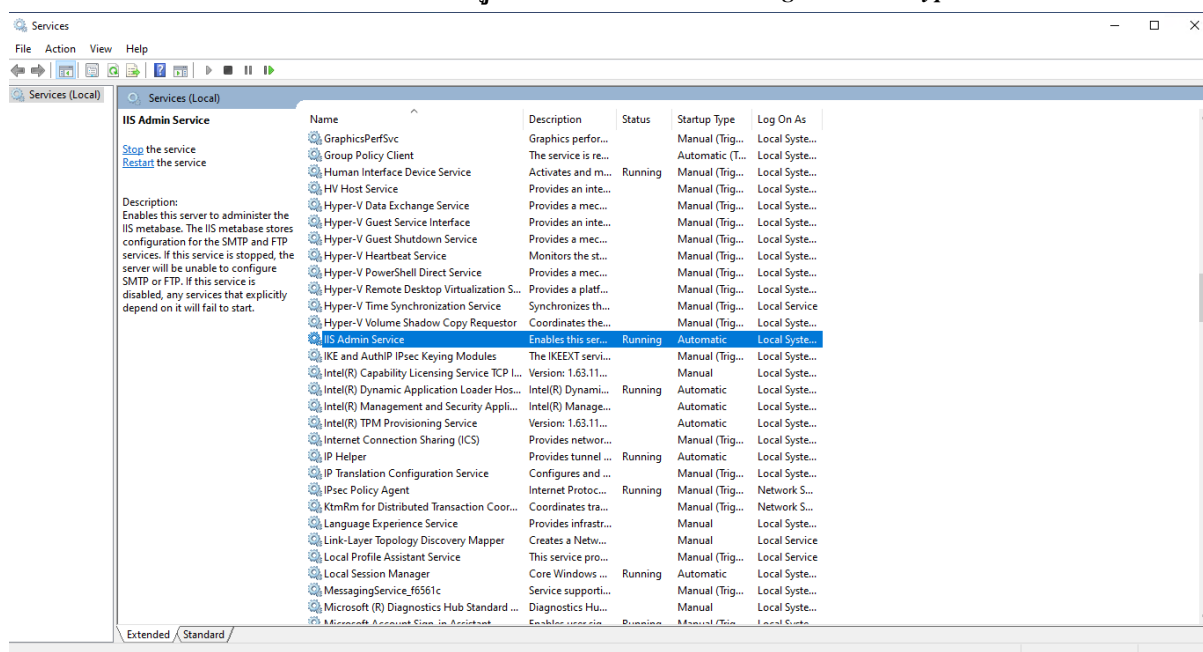 Services
File Action View Help
Services (Local)
Services (Local)
IIS Admin Service
Stop the service
Restart the service
Description:
Enables this server to administer the
IIS metabase. The IIS metabase stores
configuration for the SMTP and FTP
services. If this service is stopped, the
server will be unable to configure
SMTP or FTP. If this service is
disabled, any services that explicitly
depend on it will fail to start.
Name Description Status Startup Type Log On As
GraphicsPerfSvc Graphics perfor... Manual (Trig... Local Syste...
Group Policy Client The service is re... Automatic (T... Local Syste...
Human Interface Device Service Activates and m... Running Manual (Trig... Local Syste...
HV Host Service Provides an inte... Manual (Trig... Local Syste...
Hyper-V Data Exchange Service Provides a mec... Manual (Trig... Local Syste...
Hyper-V Guest Service Interface Provides an inte... Manual (Trig... Local Syste...
Hyper-V Guest Shutdown Service Provides a mec... Manual (Trig... Local Syste...
Hyper-V Heartbeat Service Monitors the st... Manual (Trig... Local Syste...
Hyper-V PowerShell Direct Service Provides a mec... Manual (Trig... Local Syste...
Hyper-V Remote Desktop Virtualization S... Provides a platf... Manual (Trig... Local Syste...
Hyper-V Time Synchronization Service Synchronizes th... Manual (Trig... Local Service
Hyper-V Volume Shadow Copy Requestor Coordinates the... Manual (Trig... Local Syste...
IIS Admin Service Enables this ser... Running Automatic Local Syste...
IKE and AuthIP IPsec Keying Modules The IKEEXT servi... Manual (Trig... Local Syste...
Intel(R) Capability Licensing Service TCP I... Version: 1.63.11... Manual Local Syste...
Intel(R) Dynamic Application Loader Hos... Intel(R) Dynami... Running Automatic Local Syste...
Intel(R) Management and Security Appli... Intel(R) Manage... Automatic Local Syste...
Intel(R) TPM Provisioning Service Version: 1.63.11... Automatic Local Syste...
Internet Connection Sharing (ICS) Provides networ... Manual (Trig... Local Syste...
IP Helper Provides tunnel ... Running Automatic Local Syste...
IP Translation Configuration Service Configures and ... Manual (Trig... Local Syste...
IPsec Policy Agent Internet Protoc... Running Manual (Trig... Network S...
KtmRm for Distributed Transaction Coor... Coordinates tra... Manual (Trig... Network S...
Language Experience Service Provides infrastr... Manual Local Syste...
Link-Layer Topology Discovery Mapper Creates a Netw... Manual Local Service
Local Profile Assistant Service This service pro... Manual (Trig... Local Service
Local Session Manager Core Windows ... Running Automatic Local Syste...
MessagingService_f6561c Service supporti... Manual (Trig... Local Syste...
Microsoft (R) Diagnostics Hub Standard ... Diagnostics Hu... Manual Local Syste...
Microsoft Account Sign-in Assistant Enables user sig... Running Manual (Trig... Local Syste...
Extended Standard